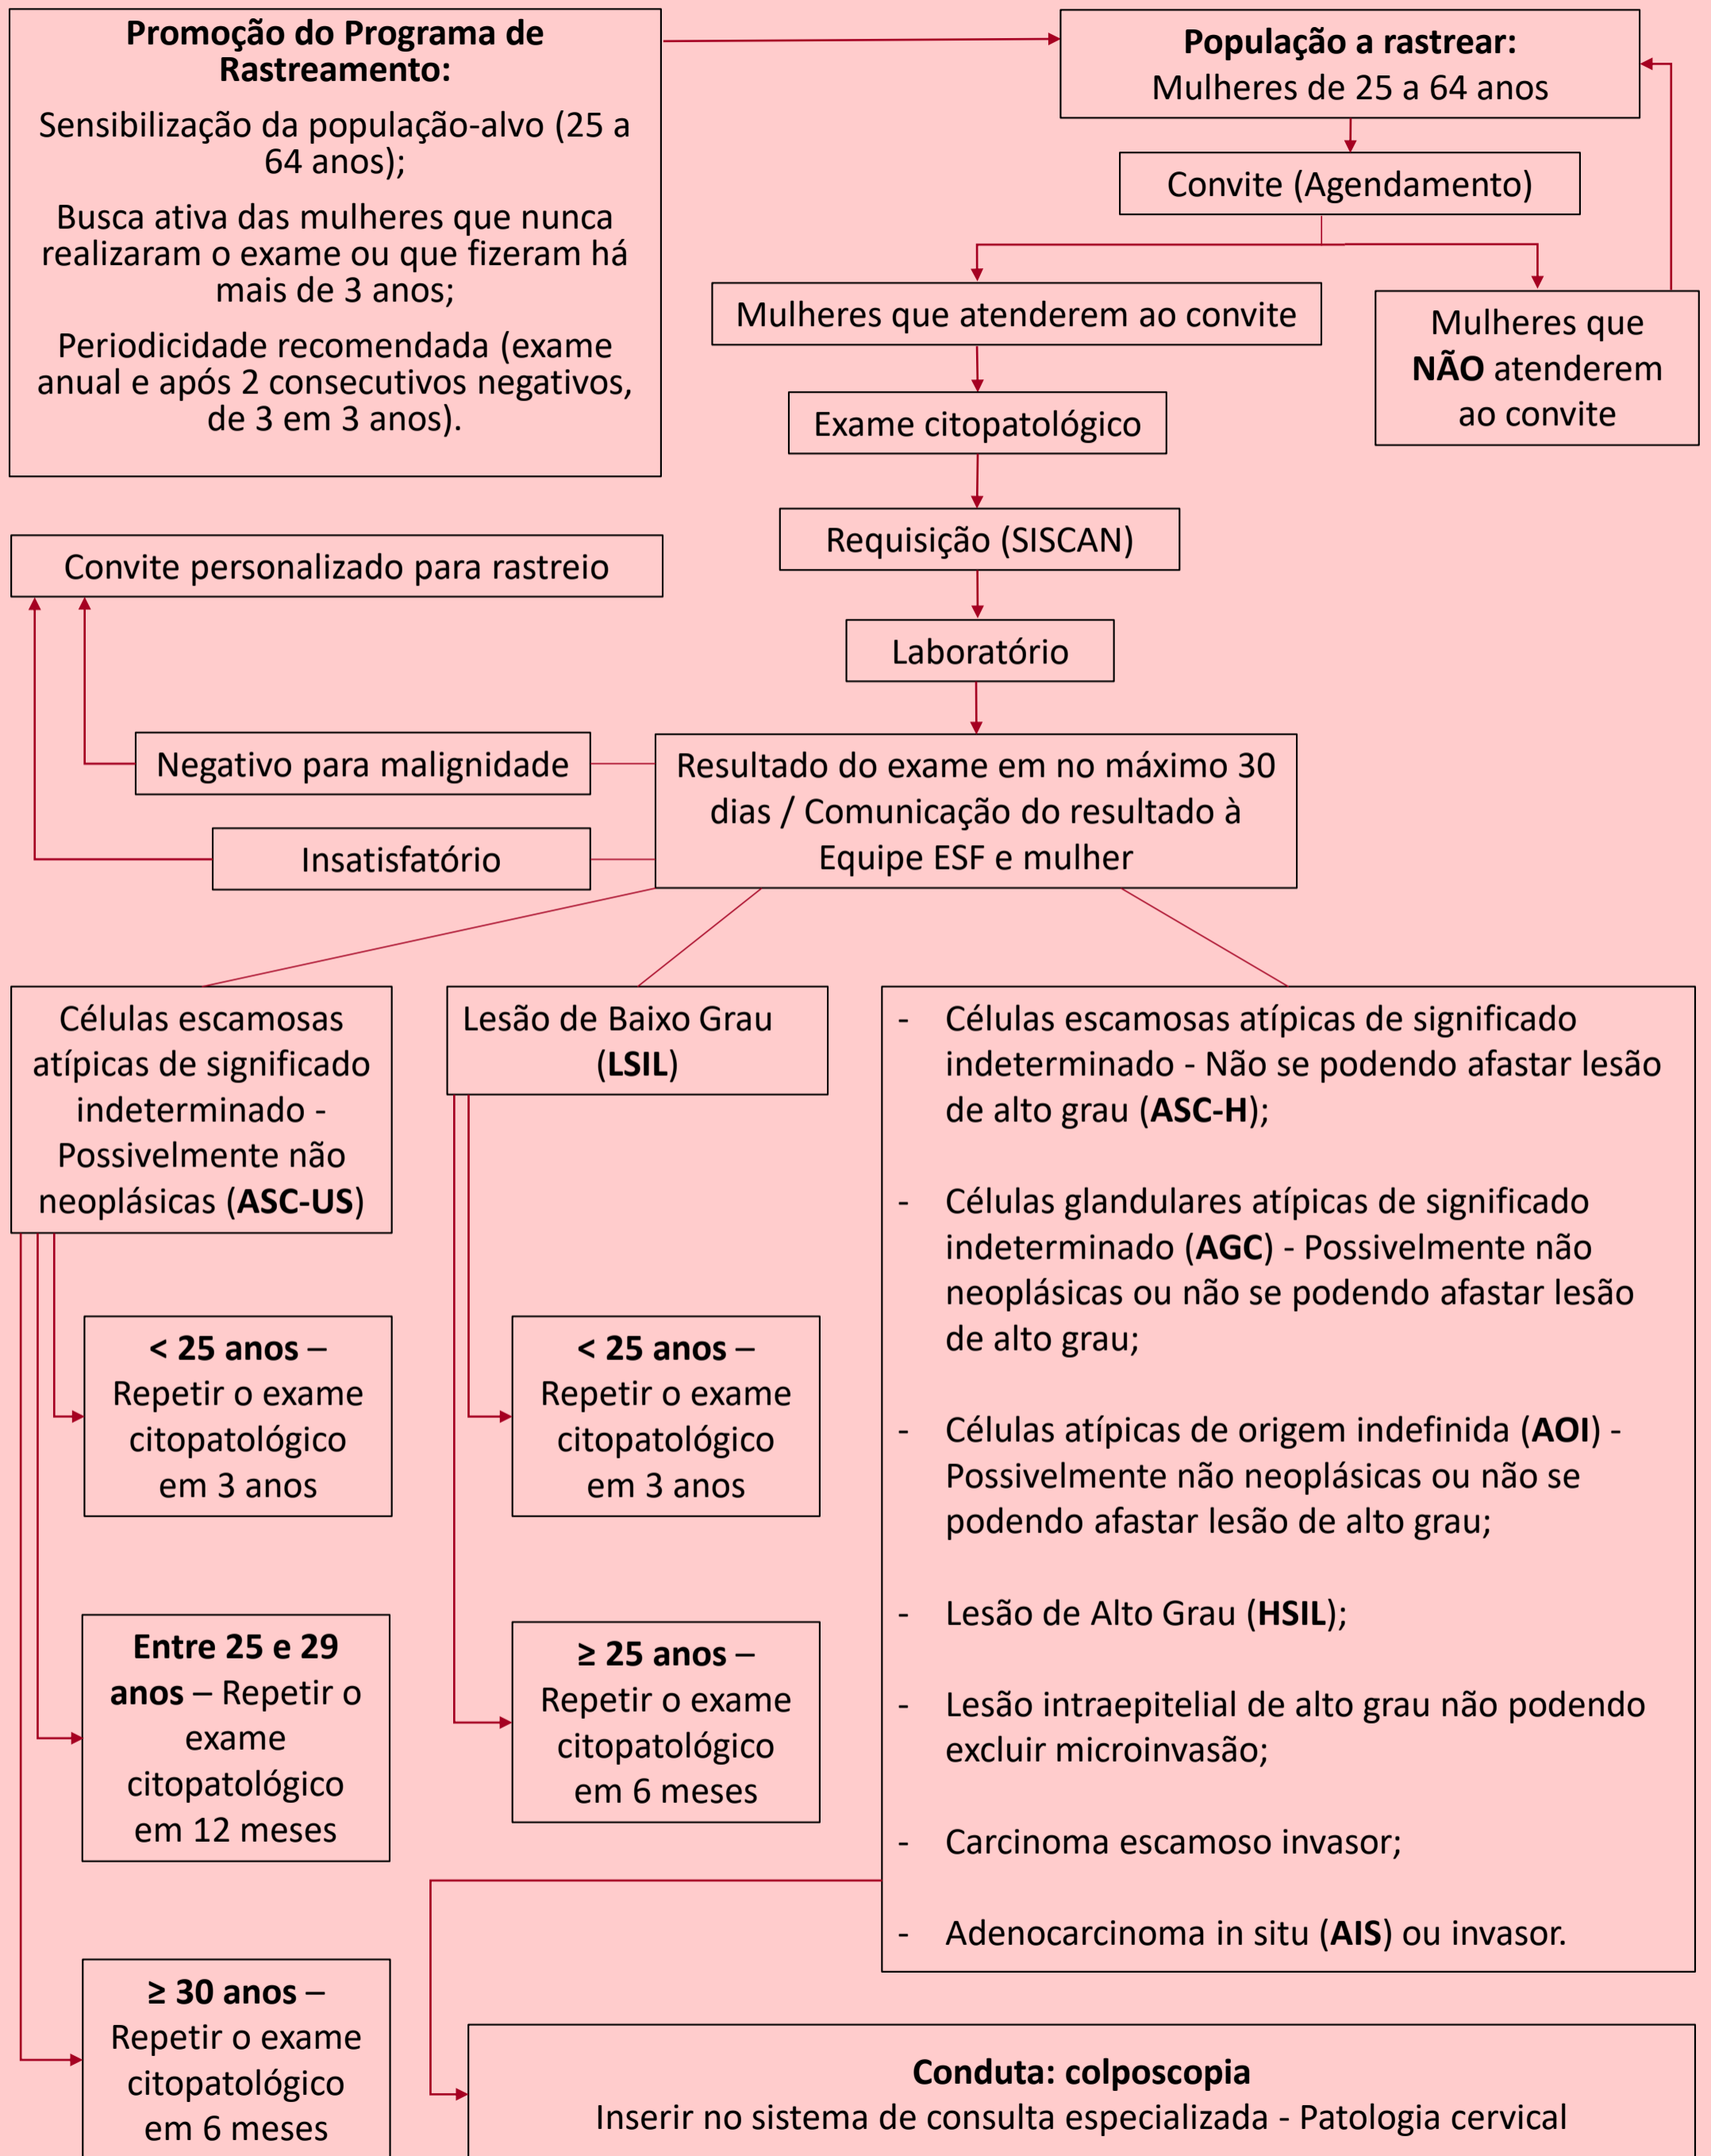 Promoção do Programa de
Rastreamento:
Sensibilização da população-alvo (25 a
64 anos);
Busca ativa das mulheres que nunca
realizaram o exame ou que fizeram há
mais de 3 anos;
Periodicidade recomendada (exame
anual e após 2 consecutivos negativos,
de 3 em 3 anos).
População a rastrear:
Mulheres de 25 a 64 anos
Convite (Agendamento)
Mulheres que atenderem ao convite
Mulheres que
NÃO atenderem
ao convite
Exame citopatológico
Requisição (SISCAN)
Convite personalizado para rastreio
Laboratório
Negativo para malignidade
Insatisfatório
Resultado do exame em no máximo 30
dias / Comunicação do resultado à
Equipe ESF e mulher
Células escamosas
atípicas de significado
indeterminado -
Possivelmente não
neoplásicas (ASC-US)
< 25 anos –
Repetir o exame
citopatológico
em 3 anos
Entre 25 e 29
anos – Repetir o
exame
citopatológico
em 12 meses
≥ 30 anos –
Repetir o exame
citopatológico
em 6 meses
Lesão de Baixo Grau
(LSIL)
< 25 anos –
Repetir o exame
citopatológico
em 3 anos
≥ 25 anos –
Repetir o exame
citopatológico
em 6 meses
- Células escamosas atípicas de significado
indeterminado - Não se podendo afastar lesão
de alto grau (ASC-H);
- Células glandulares atípicas de significado
indeterminado (AGC) - Possivelmente não
neoplásicas ou não se podendo afastar lesão
de alto grau;
- Células atípicas de origem indefinida (AOI) -
Possivelmente não neoplásicas ou não se
podendo afastar lesão de alto grau;
- Lesão de Alto Grau (HSIL);
- Lesão intraepitelial de alto grau não podendo
excluir microinvasão;
- Carcinoma escamoso invasor;
- Adenocarcinoma in situ (AIS) ou invasor.
Conduta: colposcopia
Inserir no sistema de consulta especializada - Patologia cervical